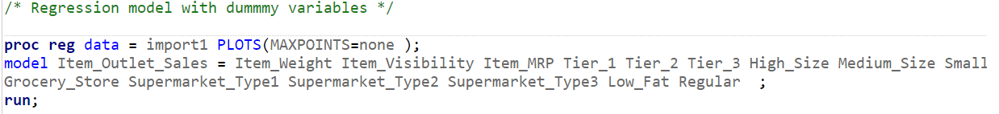 /* Regression model with dummmy variables */
proc reg data = import1 PLOTS(MAXPOINTS=none );
model Item_Outlet_Sales = Item_Weight Item_Visibility Item_MRP Tier_1 Tier_2 Tier_3 High_Size Medium_Size Small
Grocery_Store Supermarket_Type1 Supermarket_Type2 Supermarket_Type3 Low_Fat Regular  ;
run;